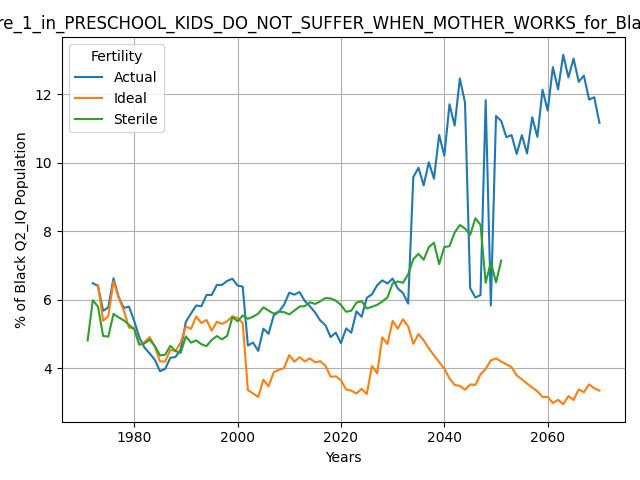 re_1_in_PRESCHOOL_KIDS_DO_NOT_SUFFER_WHEN_MOTHER_WORKS_for_Bla
Fertility
Actual
Ideal
Sterile
% of Black Q2_IQ Population
12
10
8
6
4
1980 2000 2020 2040 2060
Years